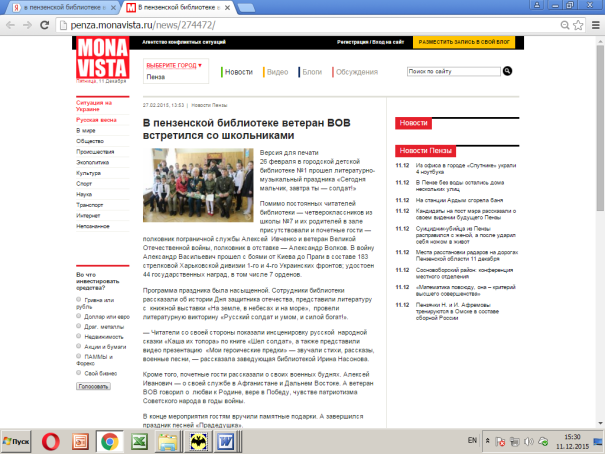 в пензенской библиотеке в
В пензенской библиотеке
penza.monavista.ru/news/274472/
MONA
VISTA
Пятница, 11 Декабря
Агентство конфликтных ситуаций
Регистрация / Вход на сайт
РАЗМЕСТИТЬ ЗАПИСЬ В СВОЙ БЛОГ
ВЫБЕРИТЕ ГОРОД
Пенза
Новости
Видео
Блоги
Обсуждения
Поиск по сайту
Ситуация на
Украине
Русская весна
В мире
Общество
Происшествия
Экополитика
Культура
Спорт
Наука
Транспорт
Интернет
Непознанное
Во что
инвестировать
средства?
Гривна или
рубль
Доллар или евро
Драг. металлы
Недвижимость
Акции и бумаги
ПАММы и
Форекс
Свой бизнес
Голосовать
27.02.2015, 13:53 | Новости Пензы
В пензенской библиотеке ветеран ВОВ
встретился со школьниками
Версия для печати
26 февраля в городской детской
библиотеке №1 прошел литературно-
музыкальный праздника «Сегодня
мальчик, завтра ты — солдат!»
Помимо постоянных читателей
библиотеки — четвероклассников из
школы №7 и их родителей в зале
присутствовали и почетные гости —
полковник пограничной службы Алексей Ивченко и ветеран Великой
Отечественной войны, полковник в отставке — Александр Волков. В войну
Александр Васильевич прошел с боями от Киева до Праги в составе 183
стрелковой Харьковской дивизии 1-го и 4-го Украинских фронтов; удостоен
44 государственных наград, в том числе 7 орденов.
Программа праздника была насыщенной. Сотрудники библиотеки
рассказали об истории Дня защитника отечества, представили литературу
с книжной выставки «На земле, в небесах и на море», провели
литературную викторину «Русский солдат и умом, и силой богат!».
— Читатели со своей стороны показали инсценировку русской народной
сказки «Каша их топора» по книге «Шел солдат», а также представили
видео презентацию «Мои героические предки» — звучали стихи, рассказы,
военные песни, — рассказала заведующая библиотекой Ирина Насонова.
Кроме того, почетные гости рассказали о своих военных буднях. Алексей
Иванович — о своей службе в Афганистане и Дальнем Востоке. А ветеран
ВОВ говорил о любви к Родине, вере в Победу, чувстве патриотизма
Советского народа в годы войны.
В конце мероприятия гостям вручили памятные подарки. А завершился
праздник песней «Прадедушка».
Новости
Новости Пензы
11.12 Из офиса в городе «Спутнике» украли
4 ноутбука
11.12 В Пензе без воды остались дома
нескольких улиц
11.12 На станции Ардым сгорела баня
11.12 Кандидаты на пост мэра рассказали о
своем видении будущего Пензы
11.12 Суицидник-убийца из Пензы
расправился с женой, а после ударил
себя ножом в живот
11.12 Места расстановки радаров на дорогах
Пензенской области 11 декабря
11.12 Сосновоборский район: конференция
местного отделения
11.12 «Математика повсюду, она – критерий
высшего совершенства»
11.12 Пензячки Н. и И. Ефремовы
тренируются в Омске в составе
сборной России
Пуск
EN
15:30
11.12.2015